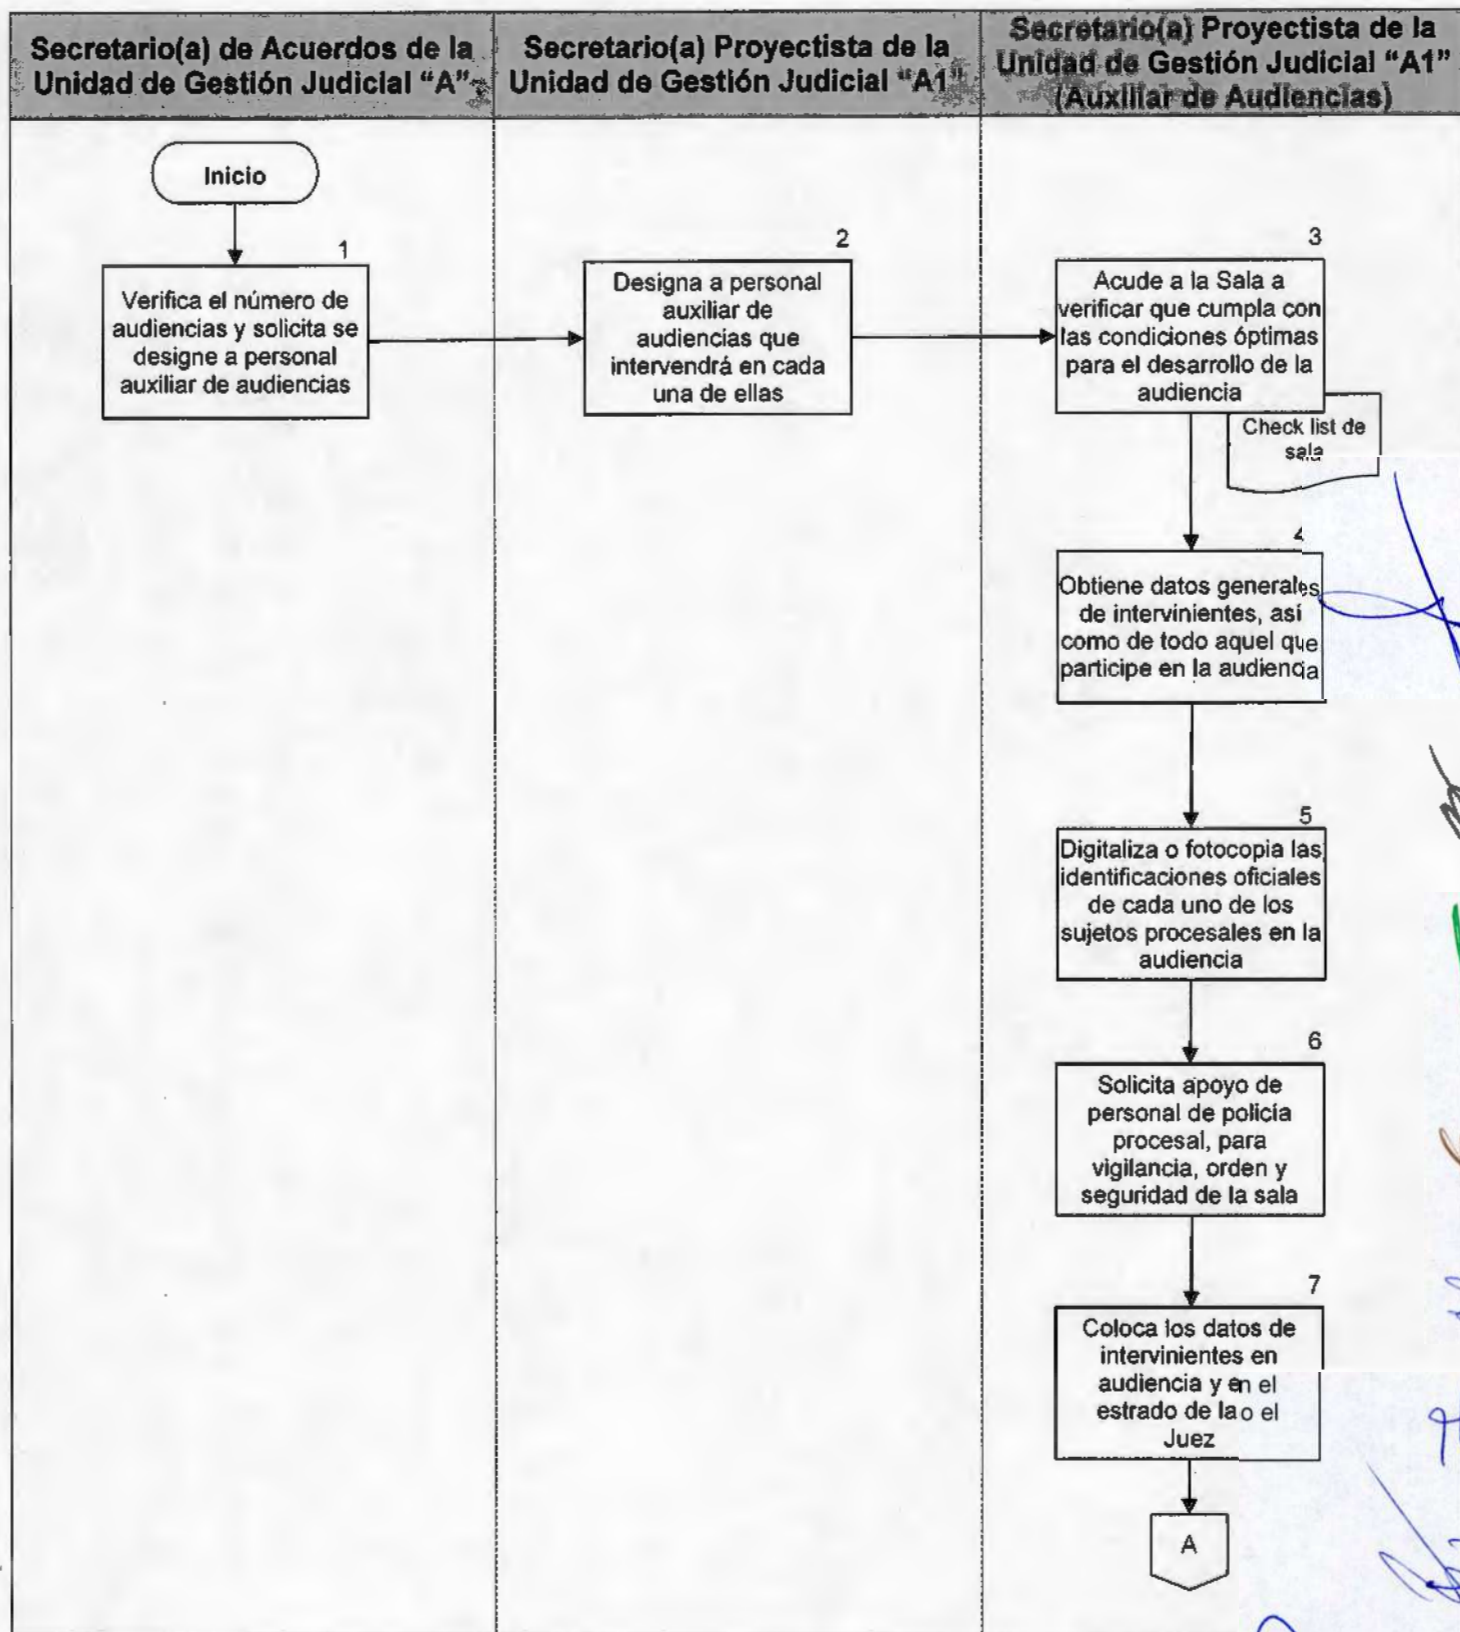 Secretario(a) de Acuerdos de la
Unidad de Gestión Judicial “A”
Secretario(a) Proyectista de la
Unidad de Gestión Judicial “A1”
Secretario(a) Proyectista de la
Unidad de Gestión Judicial “A1”
(Auxiliar de Audiencias)
Inicio
1
Verifica el número de
audiencias y solicita se
designe a personal
auxiliar de audiencias
2
Designa a personal
auxiliar de
audiencias que
intervendrá en cada
una de ellas
3
Acude a la Sala a
verificar que cumpla con
las condiciones óptimas
para el desarrollo de la
audiencia
Check list de
sala
4
Obtiene datos generales
de intervinientes, así
como de todo aquel que
participe en la audiencia
5
Digitaliza o fotocopia las
identificaciones oficiales
de cada uno de los
sujetos procesales en la
audiencia
6
Solicita apoyo de
personal de policía
procesal, para
vigilancia, orden y
seguridad de la sala
7
Coloca los datos de
intervinientes en
audiencia y en el
estrado de la o el
Juez
A